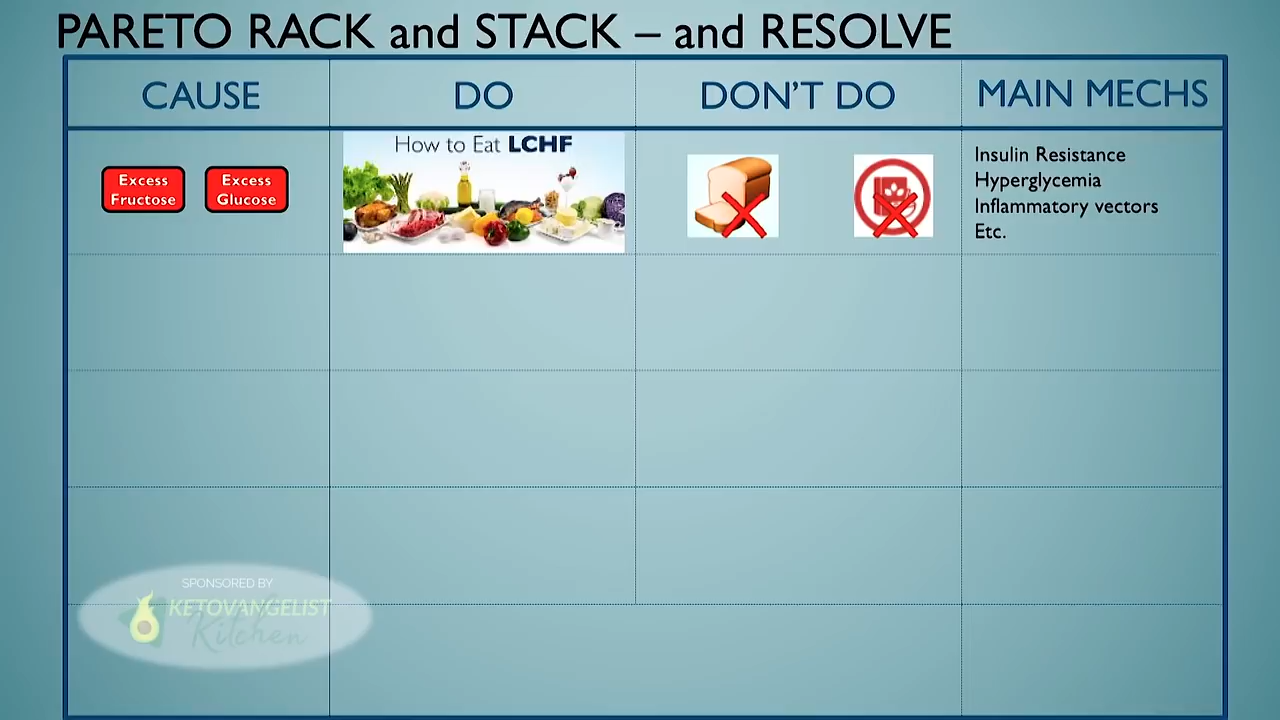 PARETO RACK and STACK – and RESOLVE
CAUSE
DO
DON'T DO
MAIN MECHS
Excess
Fructose
Excess
Glucose
How to Eat LCHF
Insulin Resistance
Hyperglycemia
Inflammatory vectors
Etc.
SPONSORED BY
KETOVANGELIST
Kitchen